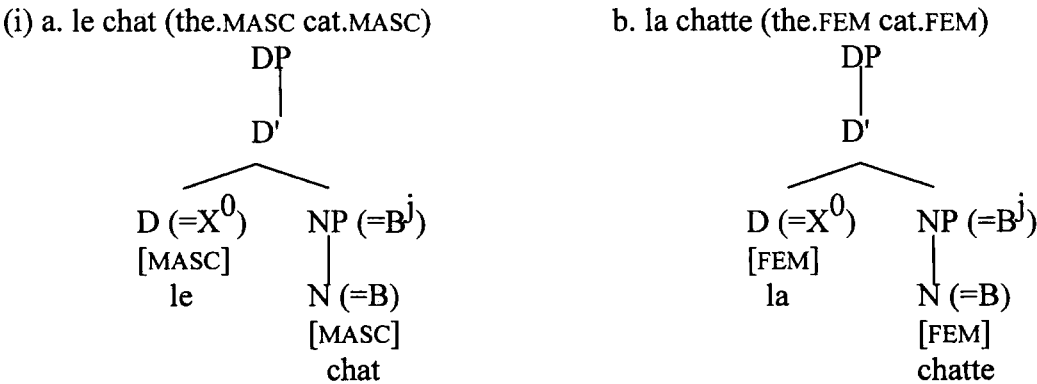 (i) a. le chat (the.MASC cat.MASC) b. la chatte (the.FEM cat.FEM)
DP DP
D' D'
D (=X⁰) NP (=Bʲ) D (=X⁰) NP (=Bʲ)
[MASC] [FEM]
le N (=B) la N (=B)
[MASC] [FEM]
chat chatte